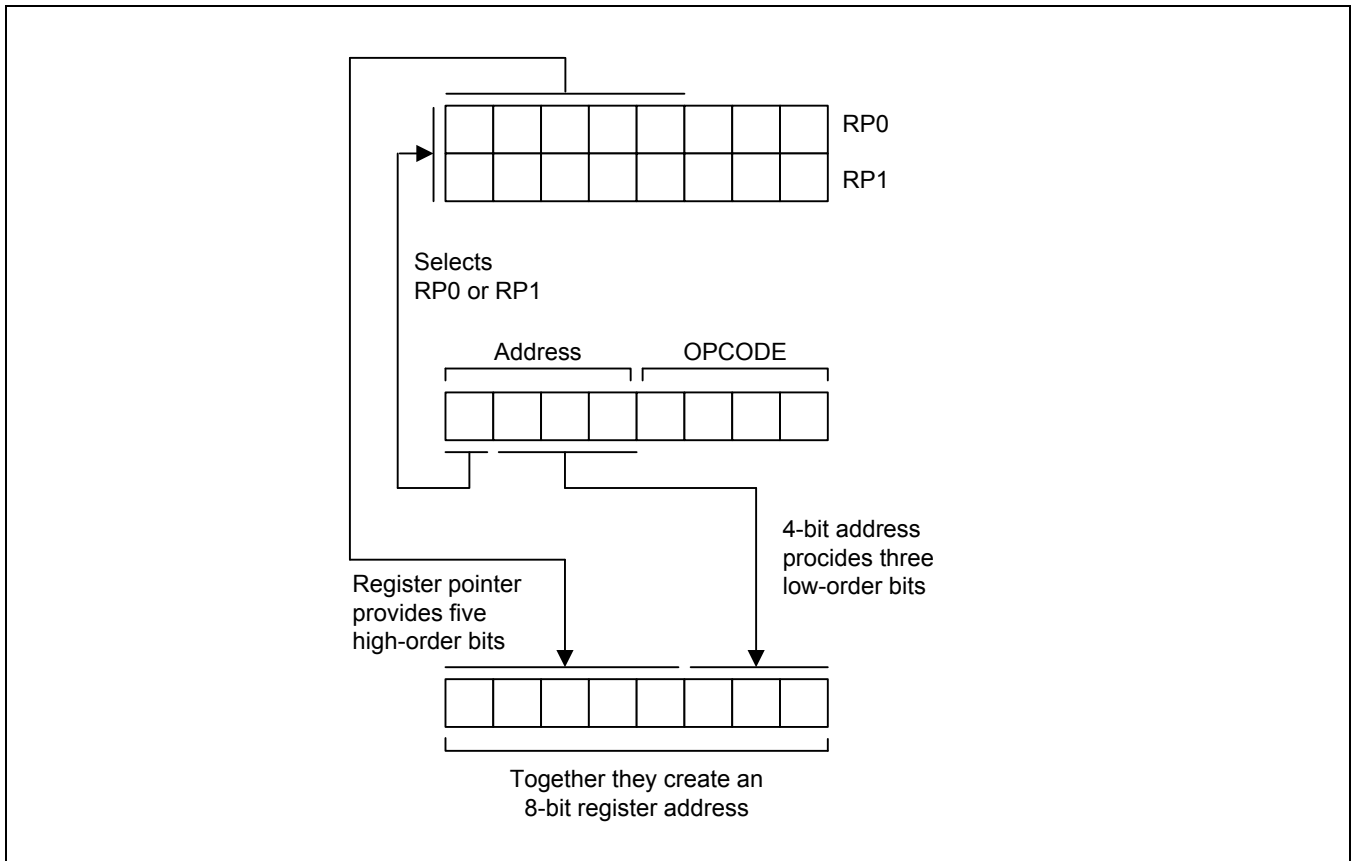 RP0
RP1
Selects
RP0 or RP1
Address
OPCODE
4-bit address
procides three
low-order bits
Register pointer
provides five
high-order bits
Together they create an
8-bit register address